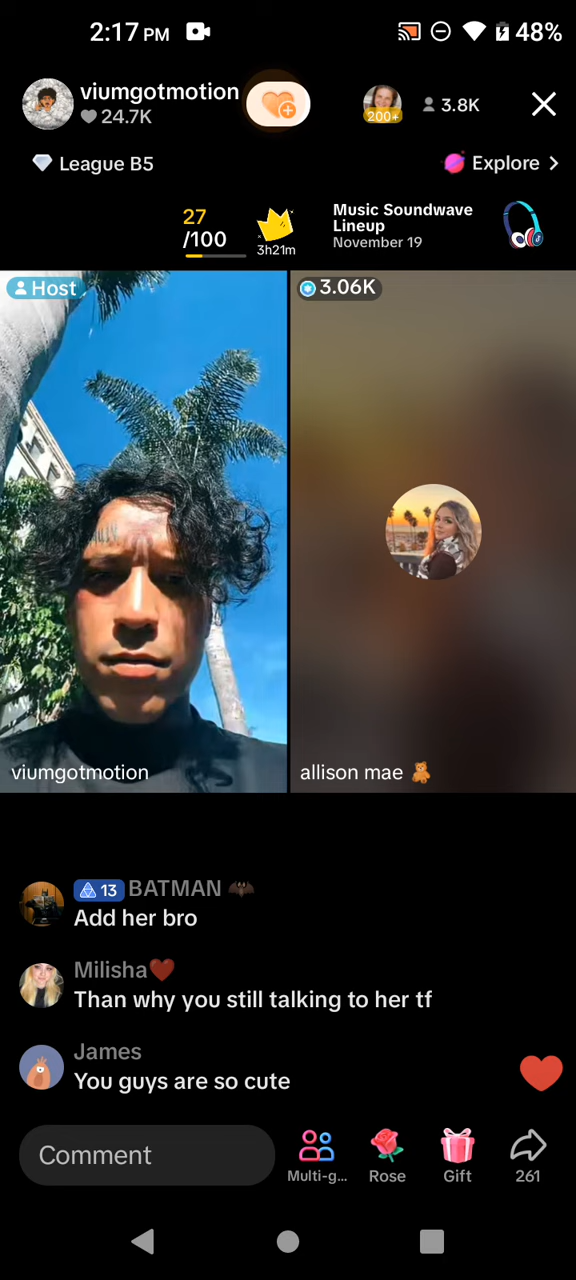 2:17 PM
48%
viumgotmotion
24.7K
200+
3.8K
League B5
Explore
27
/100
3h21m
Music Soundwave
Lineup
November 19
Host
3.06K
viumgotmotion
allison mae
13 BATMAN
Add her bro
Milisha
Than why you still talking to her tf
James
You guys are so cute
Comment
Multi-g...
Rose
Gift
261